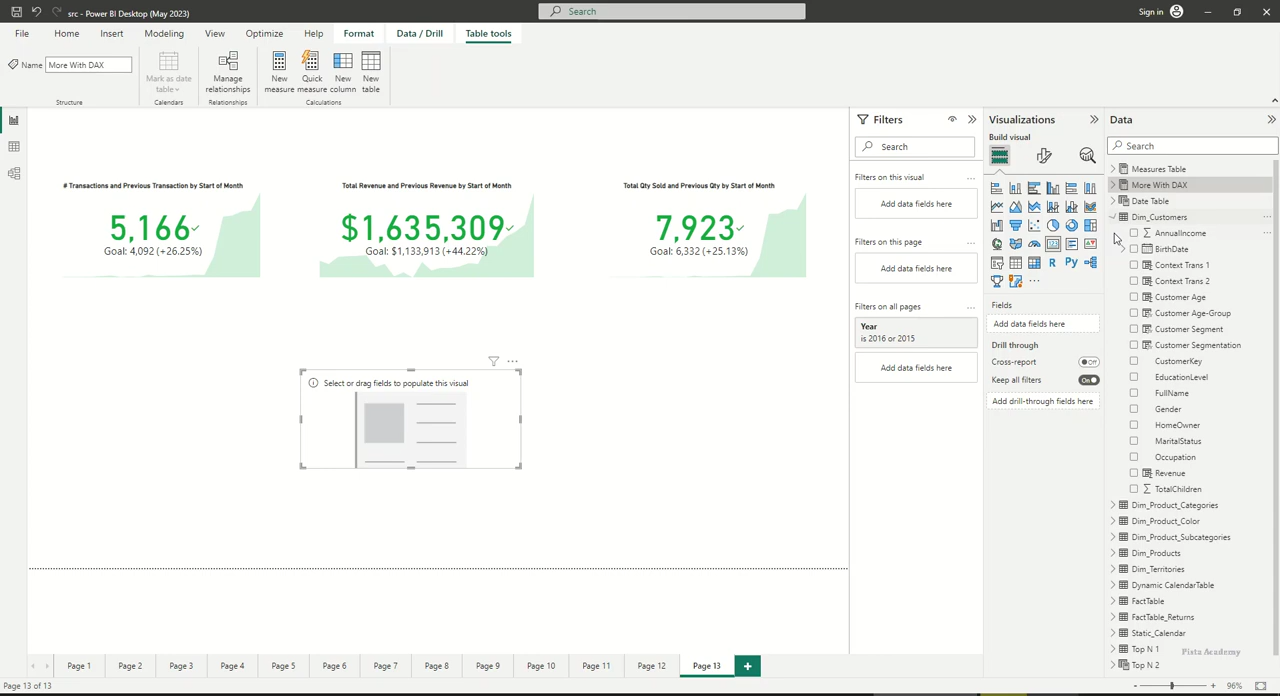 src - Power BI Desktop (May 2023)
Search
Sign in
File
Home
Insert
Modeling
View
Optimize
Help
Format
Data / Drill
Table tools
Name
More With DAX
Mark as date table
Manage relationships
New measure
Quick measure
New column
New table
Structure
Calendars
Relationships
Calculations
# Transactions and Previous Transaction by Start of Month
5,166
Goal: 4,092 (+26.25%)
Total Revenue and Previous Revenue by Start of Month
$1,635,309
Goal: $1,133,913 (+44.22%)
Total Qty Sold and Previous Qty by Start of Month
7,923
Goal: 6,332 (+25.13%)
Select or drag fields to populate this visual
Filters
Search
Filters on this visual
...
Add data fields here
Filters on this page
...
Add data fields here
Filters on all pages
...
Year
is 2016 or 2015
Add data fields here
Visualizations
Build visual
R
Py
...
Fields
Add data fields here
Drill through
Cross-report
Off
Keep all filters
On
Add drill-through fields here
Data
Search
Measures Table
More With DAX
Date Table
Dim_Customers
AnnualIncome
BirthDate
Context Trans 1
Context Trans 2
Customer Age
Customer Age-Group
Customer Segment
Customer Segmentation
CustomerKey
EducationLevel
FullName
Gender
HomeOwner
MaritalStatus
Occupation
Revenue
TotalChildren
Dim_Product_Categories
Dim_Product_Color
Dim_Product_Subcategories
Dim_Products
Dim_Territories
Dynamic CalendarTable
FactTable
FactTable_Returns
Static_Calendar
Top N 1
Top N 2
Pista Academy
Page 1
Page 2
Page 3
Page 4
Page 5
Page 6
Page 7
Page 8
Page 9
Page 10
Page 11
Page 12
Page 13
Page 13 of 13
96%